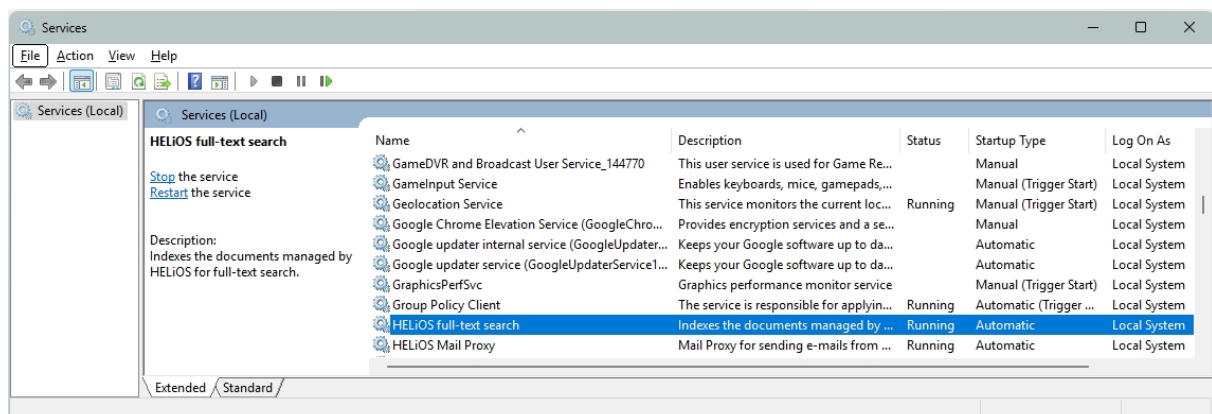 Services
File Action View Help
Services (Local)
Services (Local)
HELiOS full-text search
Stop the service
Restart the service
Description:
Indexes the documents managed by
HELiOS for full-text search.
Name Description Status Startup Type Log On As
GameDVR and Broadcast User Service_144770 This user service is used for Game Re... Manual Local System
GameInput Service Enables keyboards, mice, gamepads,... Manual (Trigger Start) Local System
Geolocation Service This service monitors the current loc... Running Manual (Trigger Start) Local System
Google Chrome Elevation Service (GoogleChro... Provides encryption services and a se... Manual Local System
Google updater internal service (GoogleUpdater... Keeps your Google software up to da... Automatic Local System
Google updater service (GoogleUpdaterService1... Keeps your Google software up to da... Automatic Local System
GraphicsPerfSvc Graphics performance monitor service Manual (Trigger Start) Local System
Group Policy Client The service is responsible for applyin... Running Automatic (Trigger ... Local System
HELiOS full-text search Indexes the documents managed by ... Running Automatic Local System
HELiOS Mail Proxy Mail Proxy for sending e-mails from ... Running Automatic Local System
Extended Standard